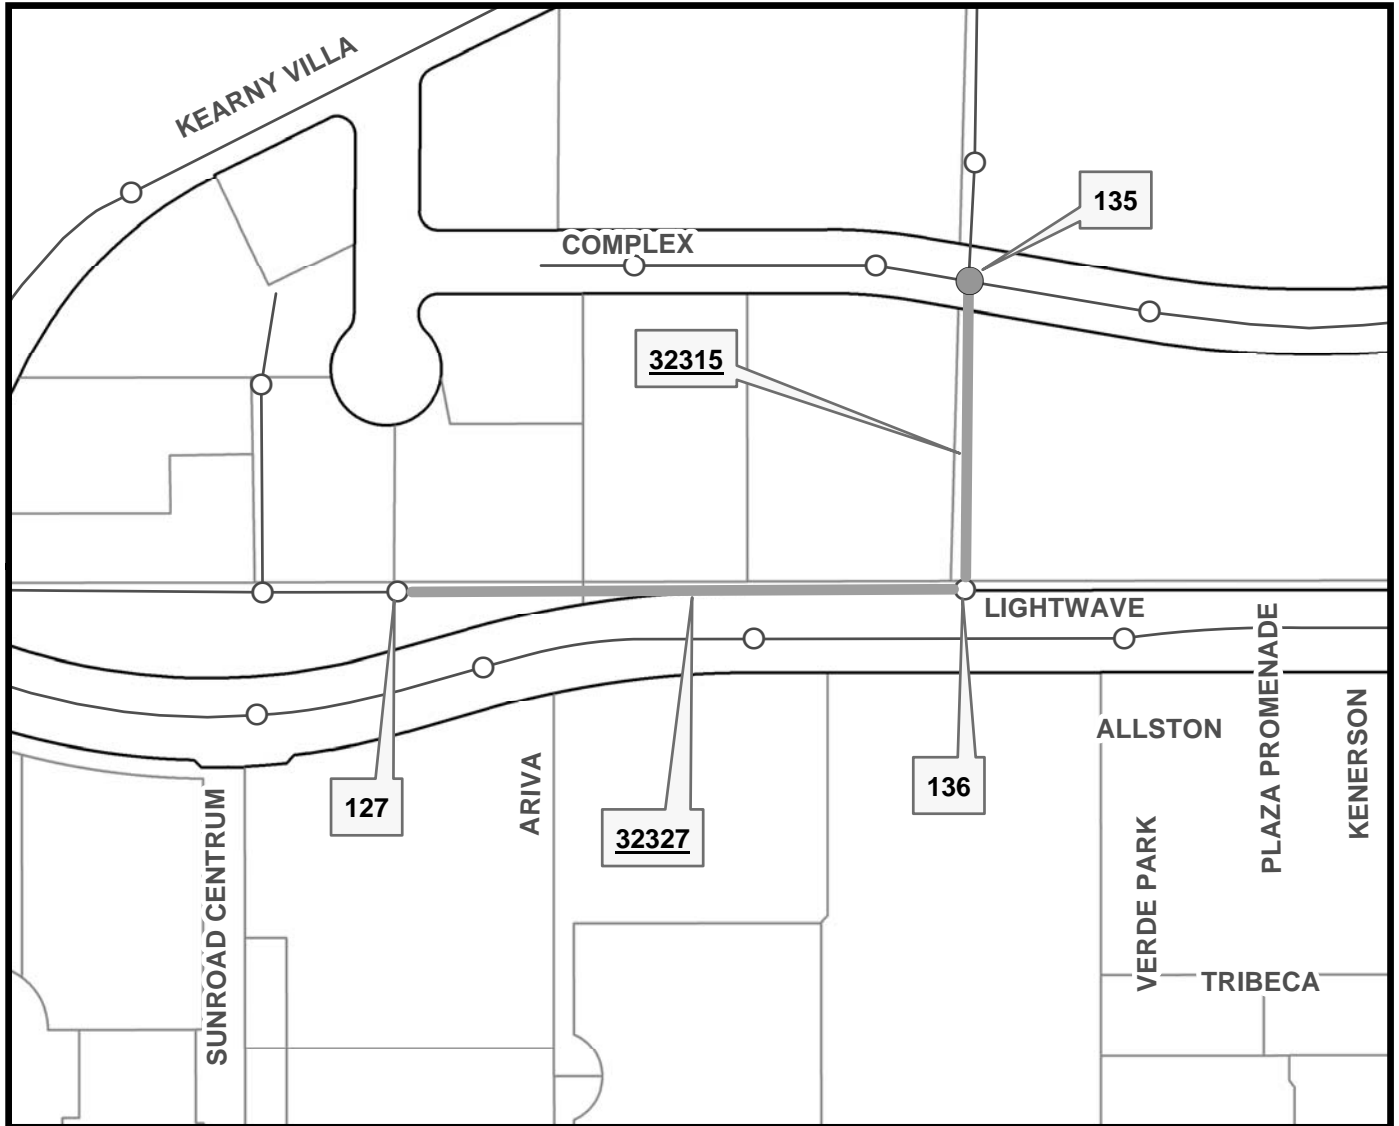 KEARNY VILLA
135
COMPLEX
32315
LIGHTWAVE
127
32327
136
ARIVA
SUNROAD CENTRUM
ALLSTON
PLAZA PROMENADE
KENERSON
VERDE PARK
TRIBECA